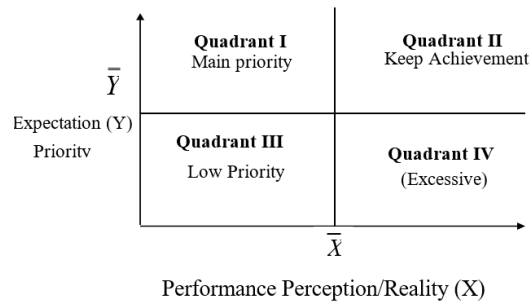 Quadrant I
Main priority
Quadrant II
Keep Achievement
Y̅
Expectation (Y)
Priority
Quadrant III
Low Priority
Quadrant IV
(Excessive)
X̅
Performance Perception/Reality (X)